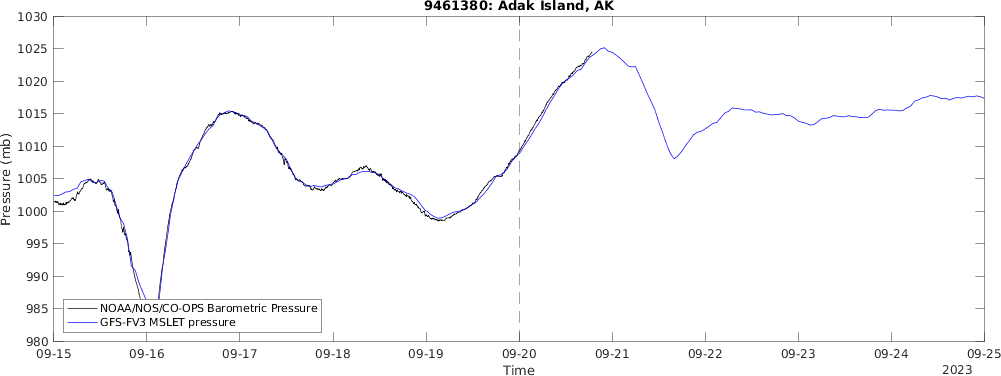 9461380: Adak Island, AK
1030
1025
1020
1015
1010
1005
1000
995
990
985
980
Pressure (mb)
NOAA/NOS/CO-OPS Barometric Pressure
GFS-FV3 MSLET pressure
09-15 09-16 09-17 09-18 09-19 09-20 09-21 09-22 09-23 09-24 09-25
Time
2023